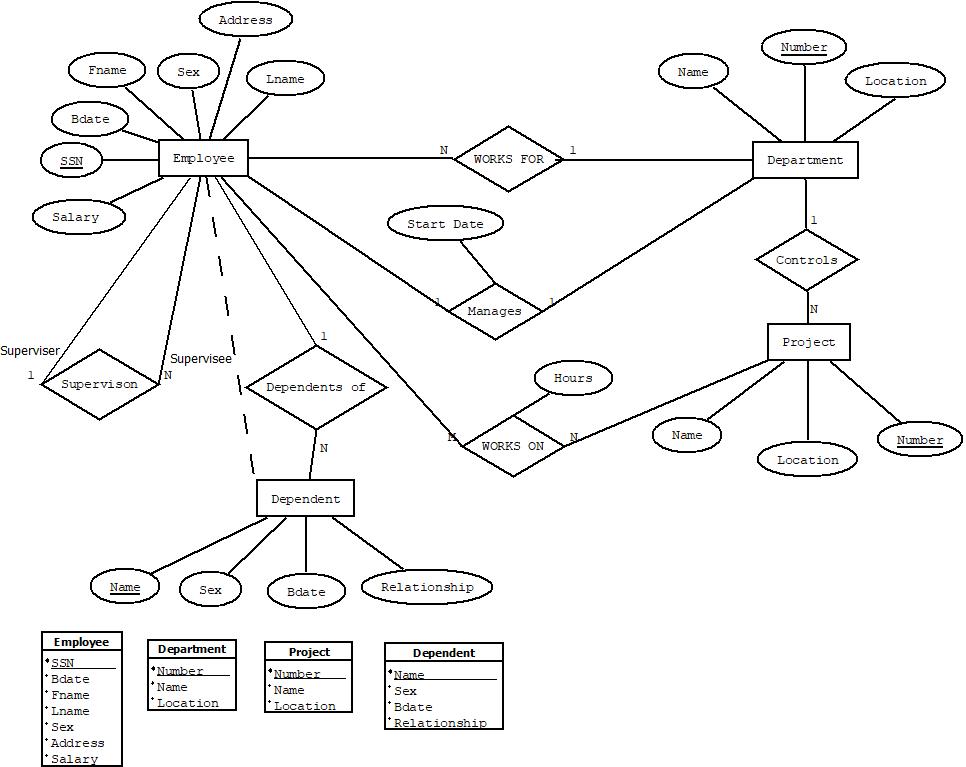 Address
Fname
Sex
Lname
Bdate
SSN
Employee
Salary
N
WORKS FOR
1
Name
Number
Location
Department
Start Date
1
Manages
1
1
Controls
N
Project
Name
Location
Number
Superviser
1
Supervison
Supervisee
N
1
Dependents of
N
Hours
M
WORKS ON
N
Dependent
Name
Sex
Bdate
Relationship
Employee
SSN
Bdate
Fname
Lname
Sex
Address
Salary
Department
Number
Name
Location
Project
Number
Name
Location
Dependent
Name
Sex
Bdate
Relationship